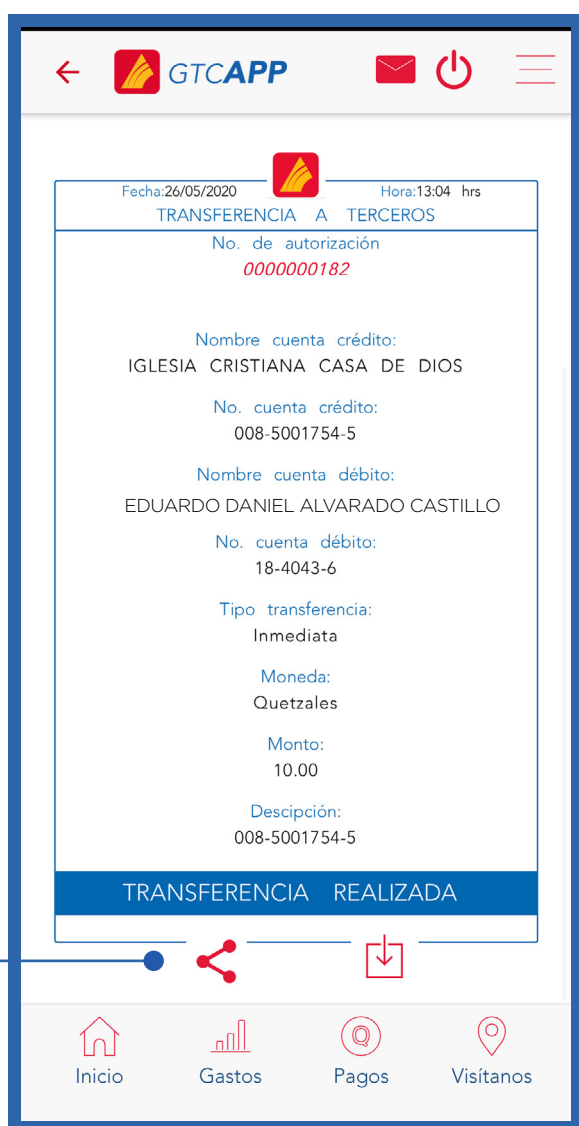 GTCAPP
Fecha:26/05/2020 Hora:13:04 hrs
TRANSFERENCIA A TERCEROS
No. de autorización
0000000182
Nombre cuenta crédito:
IGLESIA CRISTIANA CASA DE DIOS
No. cuenta crédito:
008-5001754-5
Nombre cuenta débito:
EDUARDO DANIEL ALVARADO CASTILLO
No. cuenta débito:
18-4043-6
Tipo transferencia:
Inmediata
Moneda:
Quetzales
Monto:
10.00
Descipción:
008-5001754-5
TRANSFERENCIA REALIZADA
Q
Inicio Gastos Pagos Visítanos